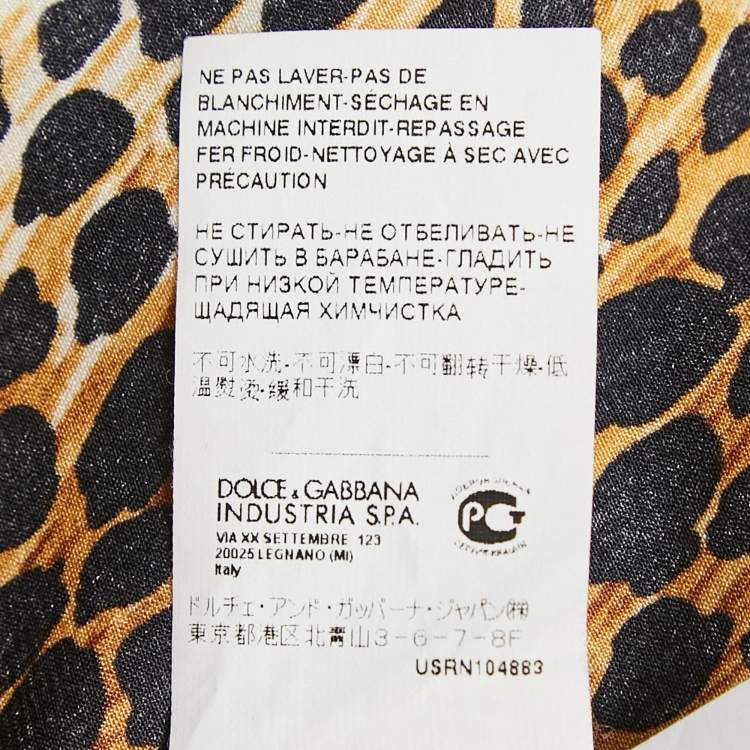 NE PAS LAVER-PAS DE
BLANCHIMENT-SÉCHAGE EN
MACHINE INTERDIT-REPASSAGE
FER FROID-NETTOYAGE À SEC AVEC
PRÉCAUTION
НЕ СТИРАТЬ-НЕ ОТБЕЛИВАТЬ-НЕ
СУШИТЬ В БАРАБАНЕ-ГЛАДИТЬ
ПРИ НИЗКОЙ ТЕМПЕРАТУРЕ-
ЩАДЯЩАЯ ХИМЧИСТКА
不可水洗-不可漂白-不可翻转干燥-低
温熨烫-缓和干洗
DOLCE & GABBANA
INDUSTRIA S.P.A.
VIA XX SETTEMBRE 123
20025 LEGNANO (MI)
Italy
ДОБРОВОЛЬНАЯ
РСТ
СЕРТИФИКАЦИЯ
ドルチェ・アンド・ガッバーナ・ジャパン㈱
東京都港区北青山3-6-7-8F
USRN104883